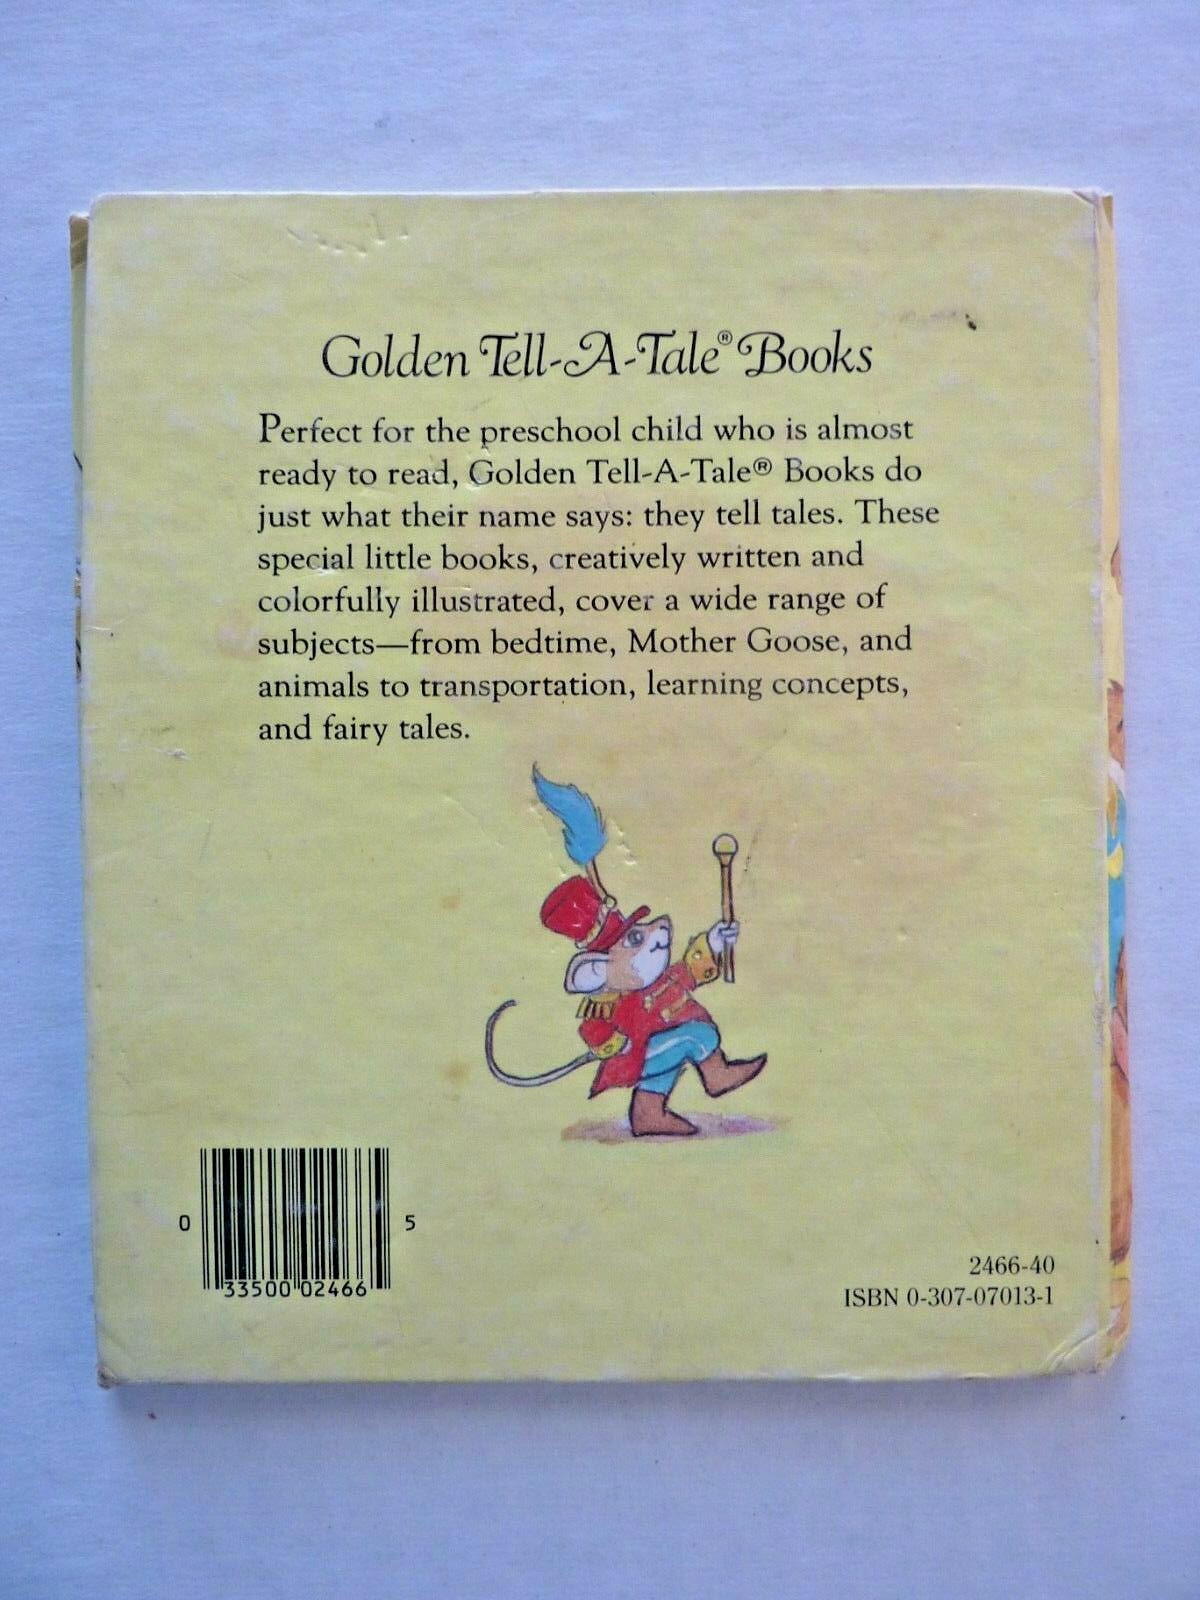 Golden Tell-A-Tale® Books
Perfect for the preschool child who is almost
ready to read, Golden Tell-A-Tale® Books do
just what their name says: they tell tales. These
special little books, creatively written and
colorfully illustrated, cover a wide range of
subjects—from bedtime, Mother Goose, and
animals to transportation, learning concepts,
and fairy tales.
0 33500 02466 5
2466-40
ISBN 0-307-07013-1